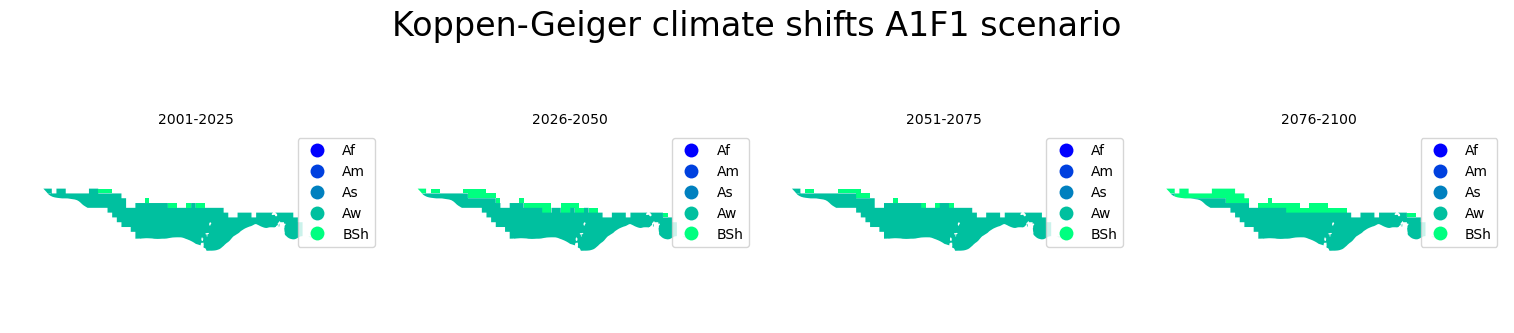 Koppen-Geiger climate shifts A1F1 scenario
2001-2025
Af
Am
As
Aw
BSh
2026-2050
Af
Am
As
Aw
BSh
2051-2075
Af
Am
As
Aw
BSh
2076-2100
Af
Am
As
Aw
BSh